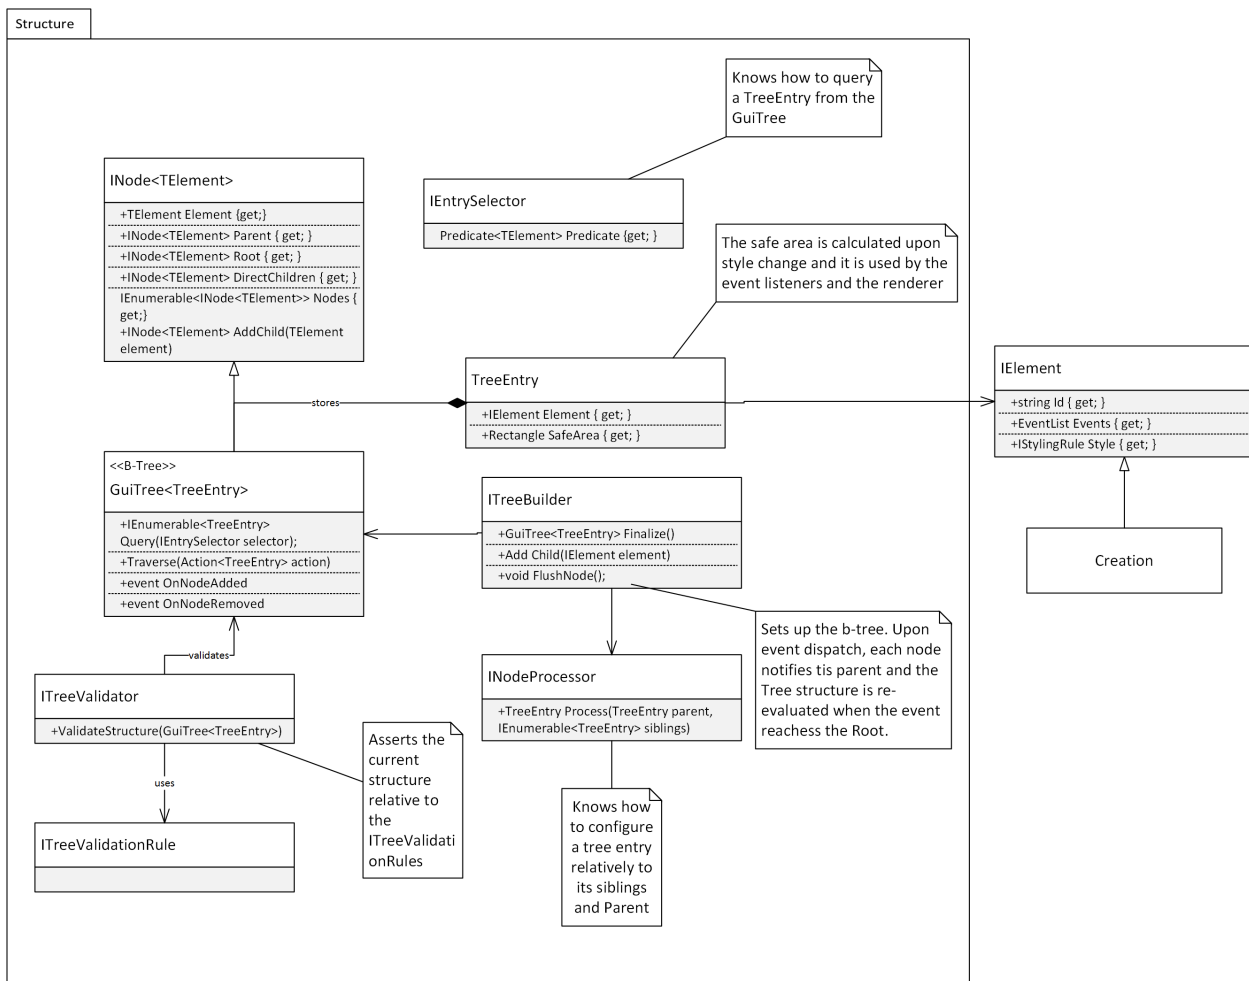 Structure
Knows how to query
a TreeEntry from the
GuiTree
INode<TElement>
+TElement Element {get;}
+INode<TElement> Parent { get; }
+INode<TElement> Root { get; }
+INode<TElement> DirectChildren { get; }
IEnumerable<INode<TElement>> Nodes {
get;}
+INode<TElement> AddChild(TElement
element)
IEntrySelector
Predicate<TElement> Predicate {get; }
The safe area is calculated upon
style change and it is used by the
event listeners and the renderer
TreeEntry
+IElement Element { get; }
+Rectangle SafeArea { get; }
stores
IElement
+string Id { get; }
+EventList Events { get; }
+IStylingRule Style { get; }
<<B-Tree>>
GuiTree<TreeEntry>
+IEnumerable<TreeEntry>
Query(IEntrySelector selector);
+Traverse(Action<TreeEntry> action)
+event OnNodeAdded
+event OnNodeRemoved
ITreeBuilder
+GuiTree<TreeEntry> Finalize()
+Add Child(IElement element)
+void FlushNode();
Creation
Sets up the b-tree. Upon
event dispatch, each node
notifies tis parent and the
Tree structure is re-
evaluated when the event
reachess the Root.
validates
ITreeValidator
+ValidateStructure(GuiTree<TreeEntry>)
INodeProcessor
+TreeEntry Process(TreeEntry parent,
IEnumerable<TreeEntry> siblings)
Asserts the
current
structure
relative to
the
ITreeValidati
onRules
uses
ITreeValidationRule
Knows how
to configure
a tree entry
relatively to
its siblings
and Parent